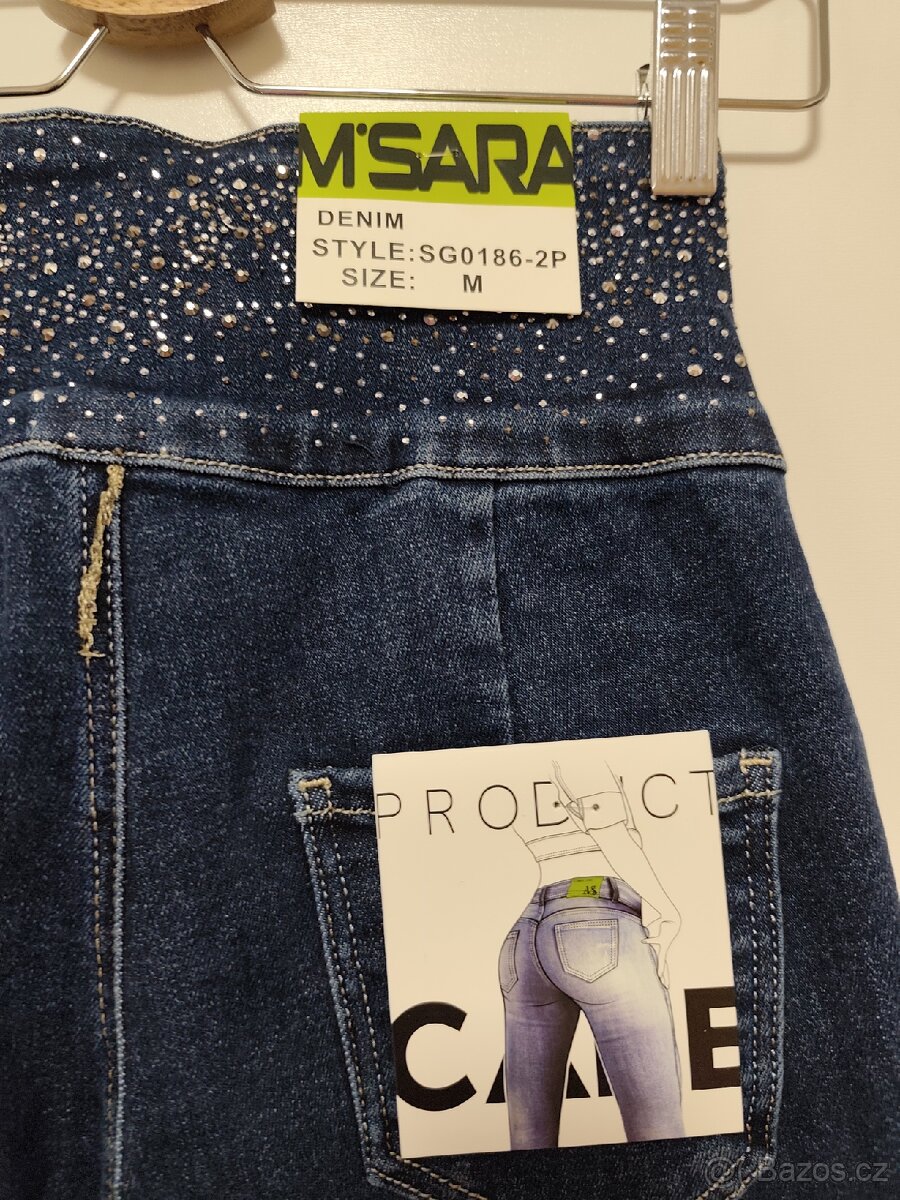 M'SARA
DENIM
STYLE:SG0186-2P
SIZE: M
PRODUCT
CARE
Bazos.cz